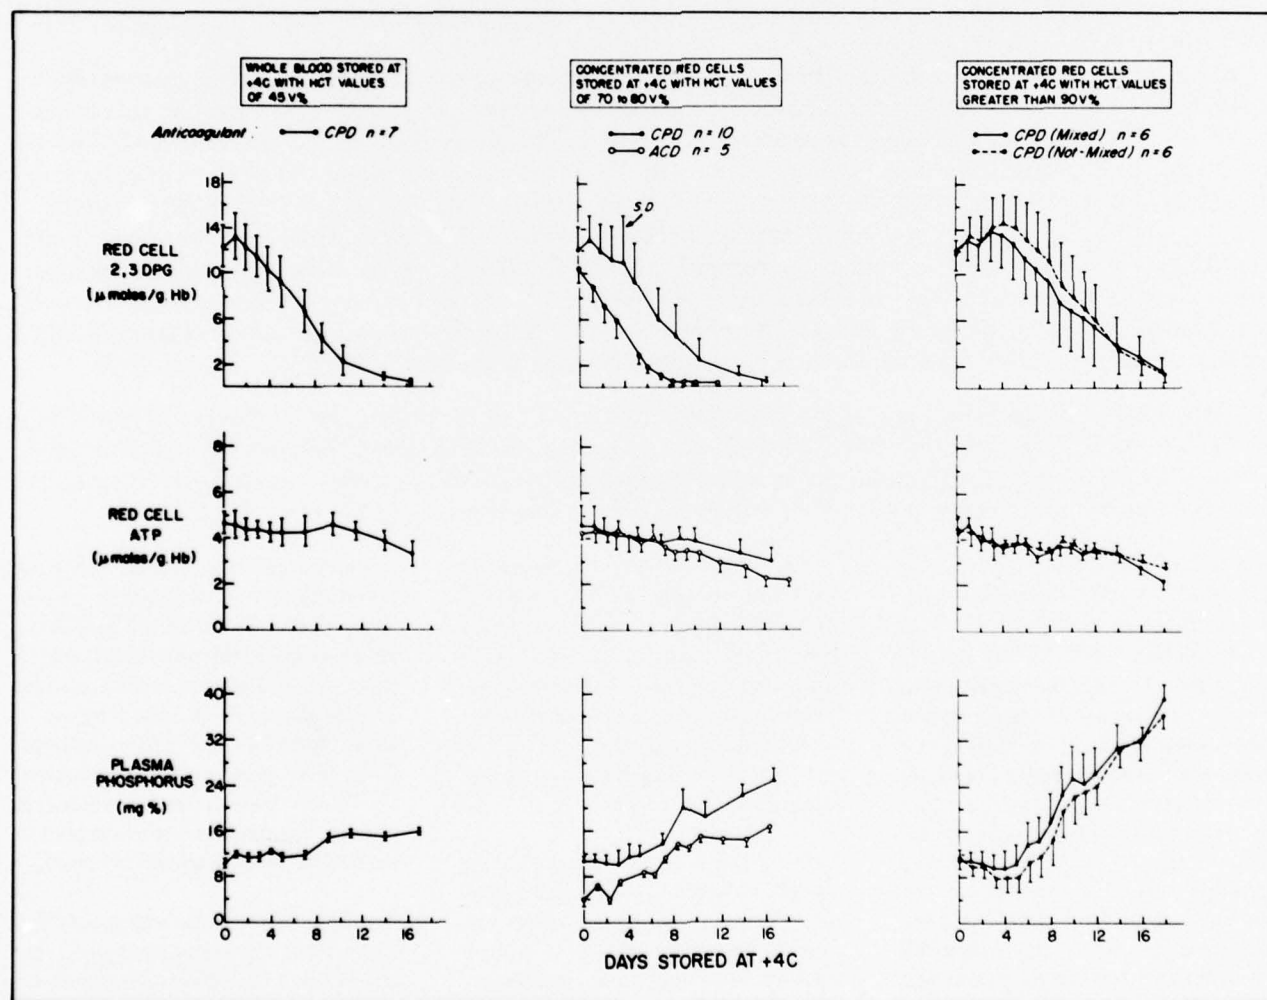 WHOLE BLOOD STORED AT
+4C WITH HCT VALUES
OF 45 V%
CONCENTRATED RED CELLS
STORED AT +4C WITH HCT VALUES
OF 70 to 80 V%
CONCENTRATED RED CELLS
STORED AT +4C WITH HCT VALUES
GREATER THAN 90 V%
Anticoagulant : CPD n=7
CPD n=10
ACD n= 5
CPD (Mixed) n=6
CPD (Not-Mixed) n=6
RED CELL
2,3 DPG
(μ moles/g. Hb)
18
14
10
6
2
S.D
RED CELL
ATP
(μ moles/g. Hb)
8
6
4
2
0
PLASMA
PHOSPHORUS
(mg %)
40
32
24
16
8
0
0 4 8 12 16
0 4 8 12 16
0 4 8 12 16
DAYS STORED AT +4C